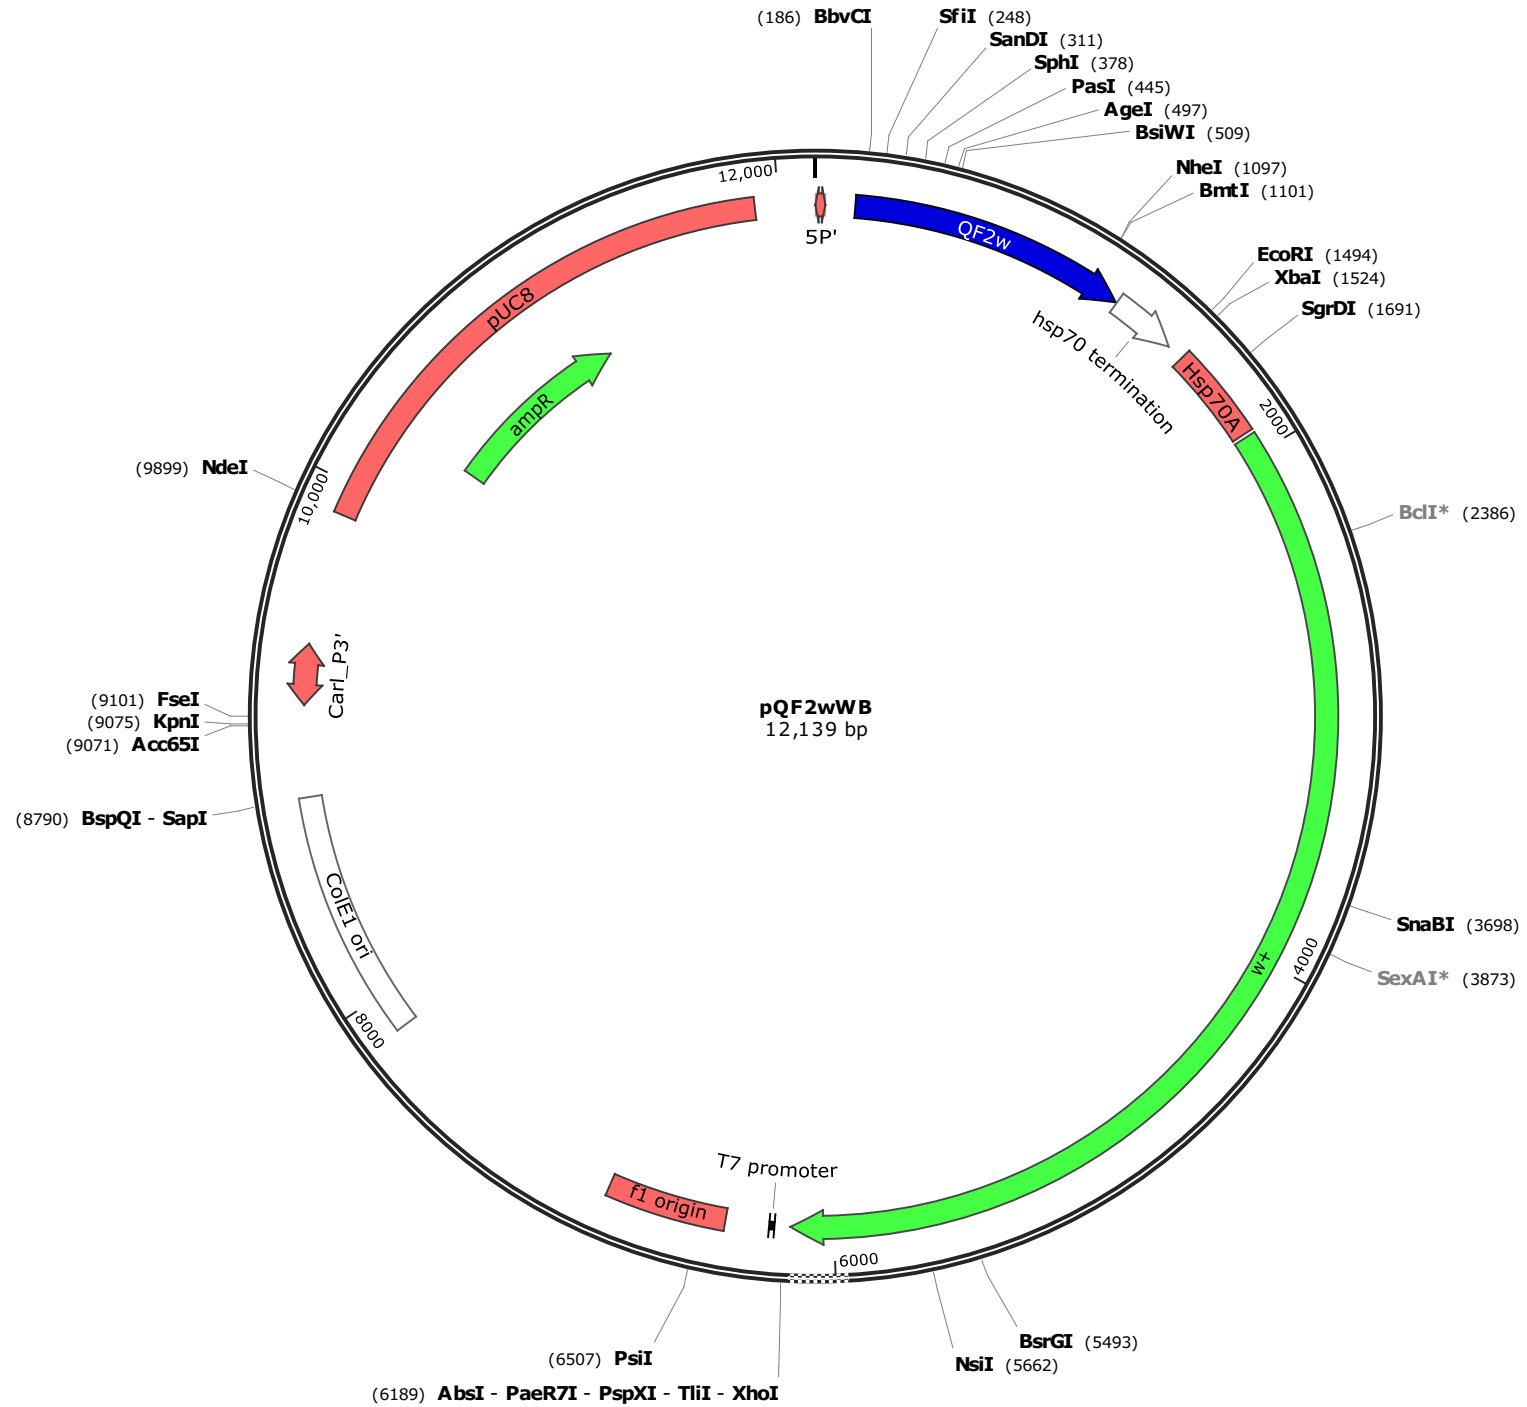 (186) BbvCI
SfiI (248)
SanDI (311)
SphI (378)
PasI (445)
AgeI (497)
BsiWI (509)
NheI (1097)
BmtI (1101)
EcoRI (1494)
XbaI (1524)
SgrDI (1691)
BclI* (2386)
SnaBI (3698)
SexAI* (3873)
BsrGI (5493)
NsiI (5662)
(6189) AbsI - PaeR7I - PspXI - TliI - XhoI
(6507) PsiI
(8790) BspQI - SapI
(9071) Acc65I
(9075) KpnI
(9101) FseI
(9899) NdeI
12,000
2000
4000
6000
8000
10,000
5P'
QF2w
hsp70 termination
Hsp70A
w+
T7 promoter
f1 origin
ColE1 ori
Carl_P3'
ampR
pUC8
pQF2wWB
12,139 bp